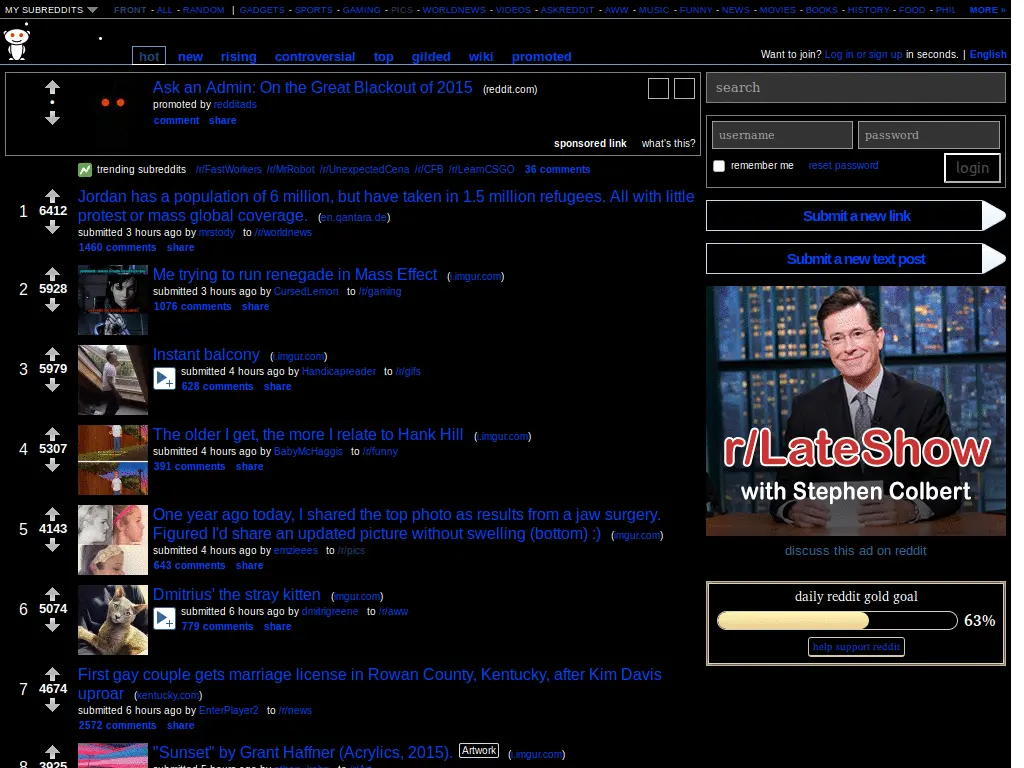 MY SUBREDDITS FRONT - ALL - RANDOM | GADGETS - SPORTS - GAMING - PICS - WORLDNEWS - VIDEOS - ASKREDDIT - AWW - MUSIC - FUNNY - NEWS - MOVIES - BOOKS - HISTORY - FOOD - PHIL MORE »
hot new rising controversial top gilded wiki promoted
Want to join? Log in or sign up in seconds. | English
Ask an Admin: On the Great Blackout of 2015 (reddit.com)
promoted by redditads
comment share
sponsored link what's this?
trending subreddits /r/FastWorkers /r/MrRobot /r/UnexpectedCena /r/CFB /r/LearnCSGO 36 comments
1 6412
Jordan has a population of 6 million, but have taken in 1.5 million refugees. All with little
protest or mass global coverage. (en.qantara.de)
submitted 3 hours ago by mrstody to /r/worldnews
1460 comments share
2 5928
Me trying to run renegade in Mass Effect (i.imgur.com)
submitted 3 hours ago by CursedLemon to /r/gaming
1076 comments share
3 5979
Instant balcony (i.imgur.com)
submitted 4 hours ago by Handicapreader to /r/gifs
628 comments share
4 5307
The older I get, the more I relate to Hank Hill (i.imgur.com)
submitted 4 hours ago by BabyMcHaggis to /r/funny
391 comments share
5 4143
One year ago today, I shared the top photo as results from a jaw surgery.
Figured I'd share an updated picture without swelling (bottom) :) (imgur.com)
submitted 4 hours ago by emzieees to /r/pics
643 comments share
6 5074
Dmitrius' the stray kitten (imgur.com)
submitted 6 hours ago by dmitrigreene to /r/aww
779 comments share
7 4674
First gay couple gets marriage license in Rowan County, Kentucky, after Kim Davis
uproar (kentucky.com)
submitted 6 hours ago by EnterPlayer2 to /r/news
2572 comments share
8 3925
"Sunset" by Grant Haffner (Acrylics, 2015). Artwork (i.imgur.com)
submitted 5 hours ago by
search
username password
remember me reset password login
Submit a new link
Submit a new text post
r/LateShow
with Stephen Colbert
discuss this ad on reddit
daily reddit gold goal
63%
help support reddit